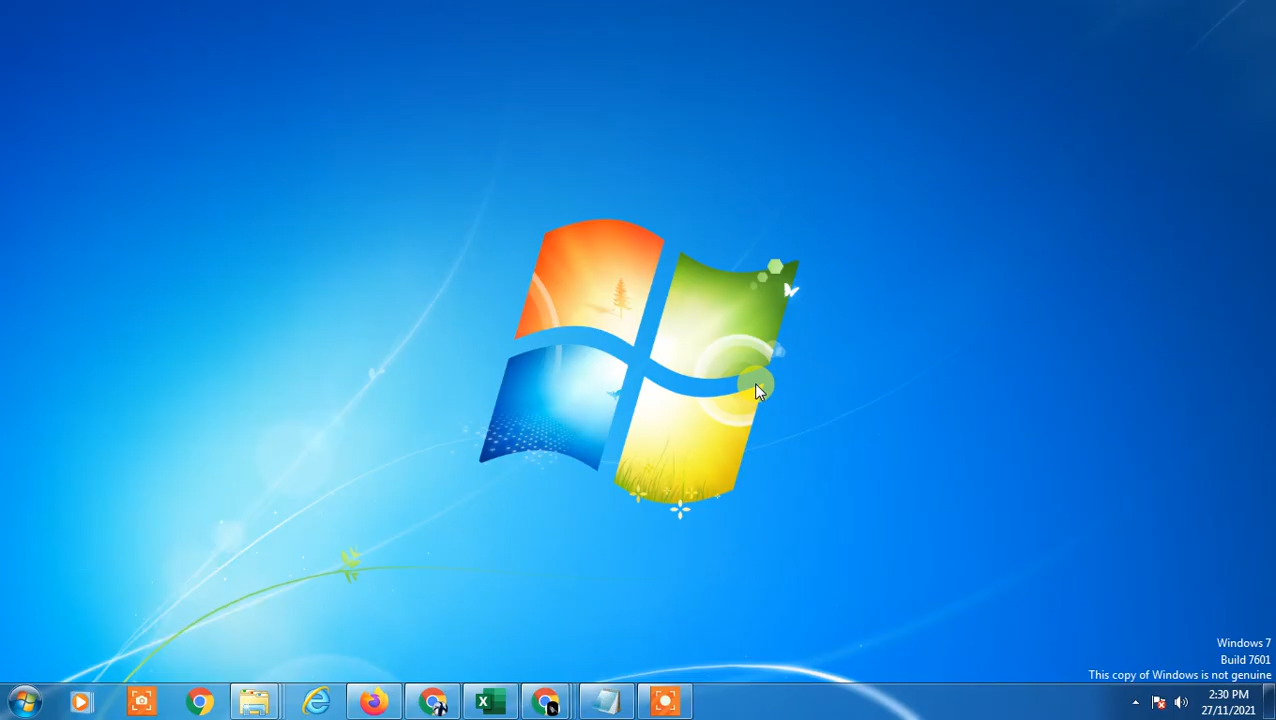 Windows 7
Build 7601
This copy of Windows is not genuine
2:30 PM
27/11/2021